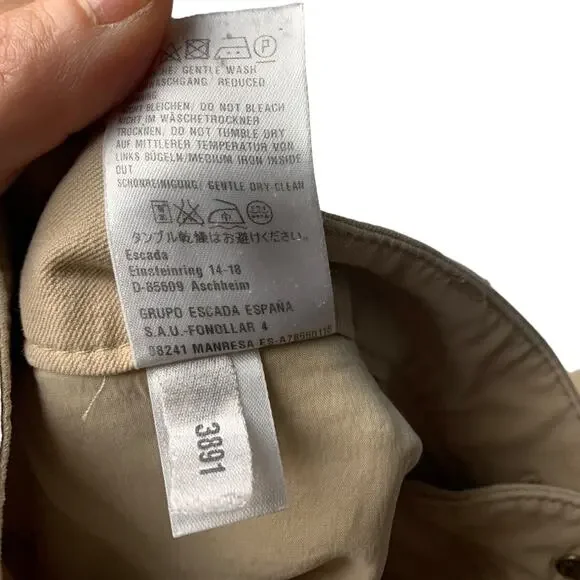 GENTLE WASH
REDUCED
BLEICHEN, DO NOT BLEACH
IM WÄSCHETROCKNER
TROCKNEN, DO NOT TUMBLE DRY
AUF MITTLERER TEMPERATUR VON
LINKS BÜGELN/MEDIUM IRON INSIDE
OUT
SCHONREINIGUNG/ GENTLE DRY-CLEAN
タンブル乾燥はお避けください。
Escada
Einsteinring 14-18
D-85609 Aschheim
GRUPO ESCADA ESPAÑA
S.A.U.-FONOLLAR 4
08241 MANRESA
3891